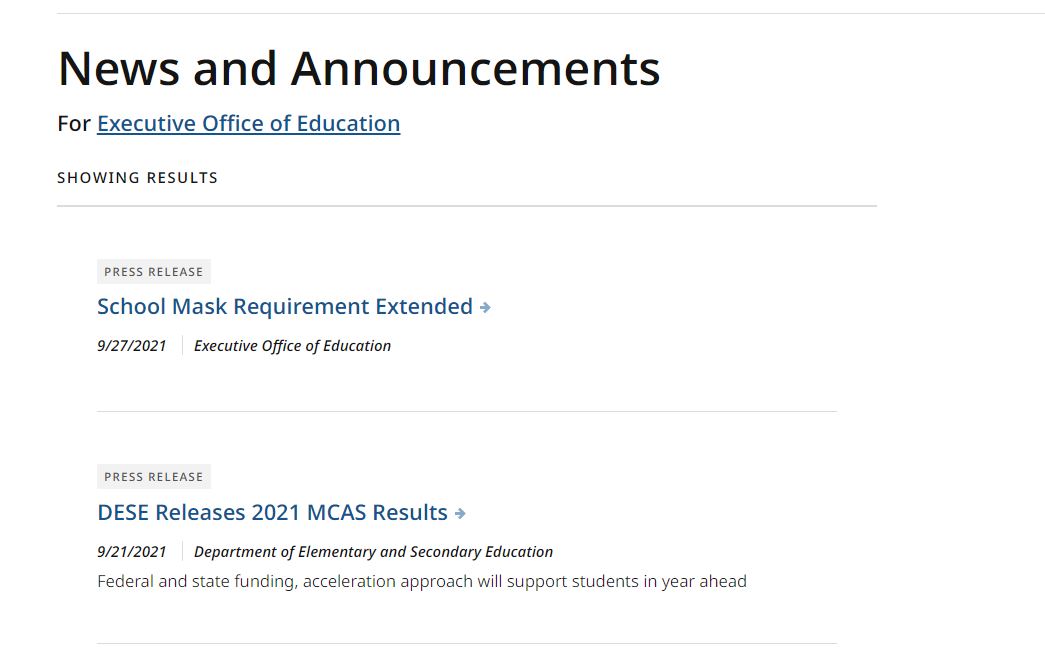 News and Announcements
For Executive Office of Education
SHOWING RESULTS
PRESS RELEASE
School Mask Requirement Extended
9/27/2021 Executive Office of Education
PRESS RELEASE
DESE Releases 2021 MCAS Results
9/21/2021 Department of Elementary and Secondary Education
Federal and state funding, acceleration approach will support students in year ahead